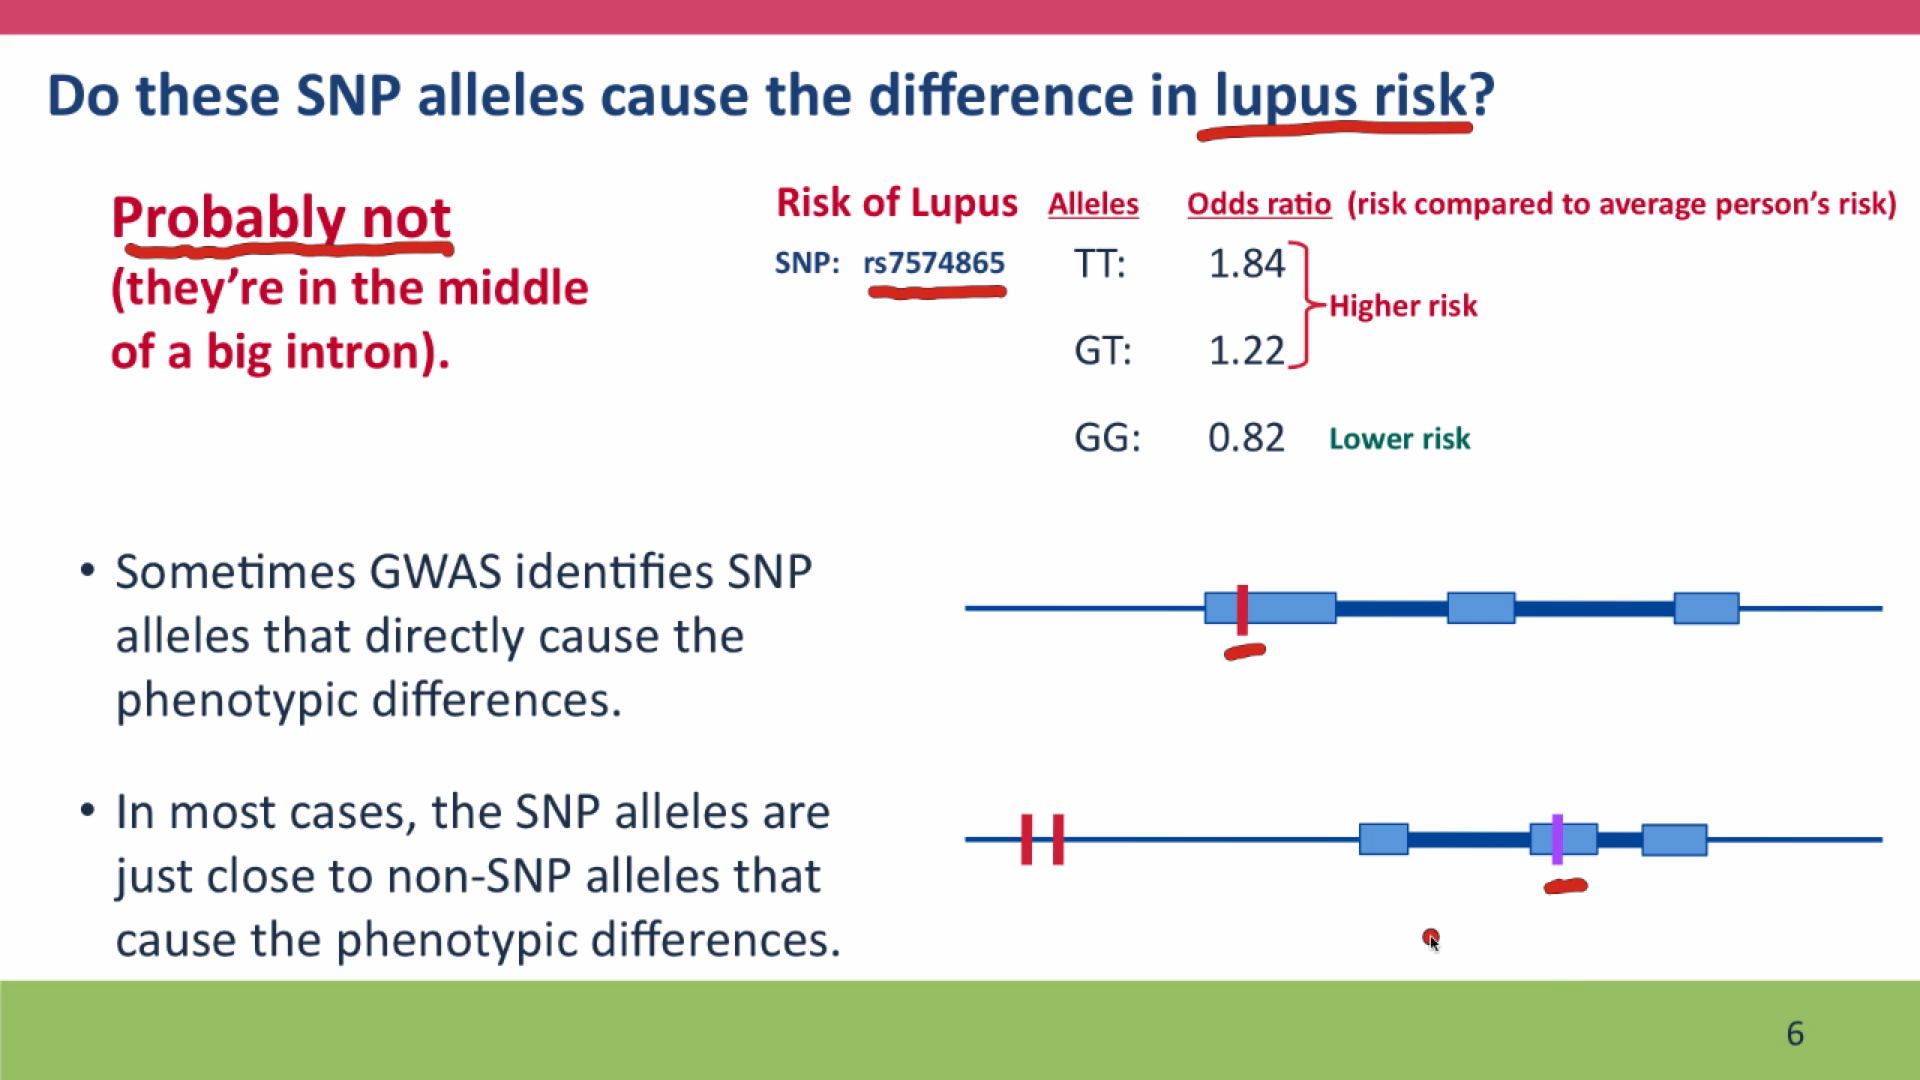 Do these SNP alleles cause the difference in lupus risk?
Probably not
(they’re in the middle
of a big intron).
Risk of Lupus Alleles Odds ratio (risk compared to average person’s risk)
SNP: rs7574865 TT: 1.84
Higher risk
GT: 1.22
GG: 0.82 Lower risk
• Sometimes GWAS identifies SNP
alleles that directly cause the
phenotypic differences.
• In most cases, the SNP alleles are
just close to non-SNP alleles that
cause the phenotypic differences.
6